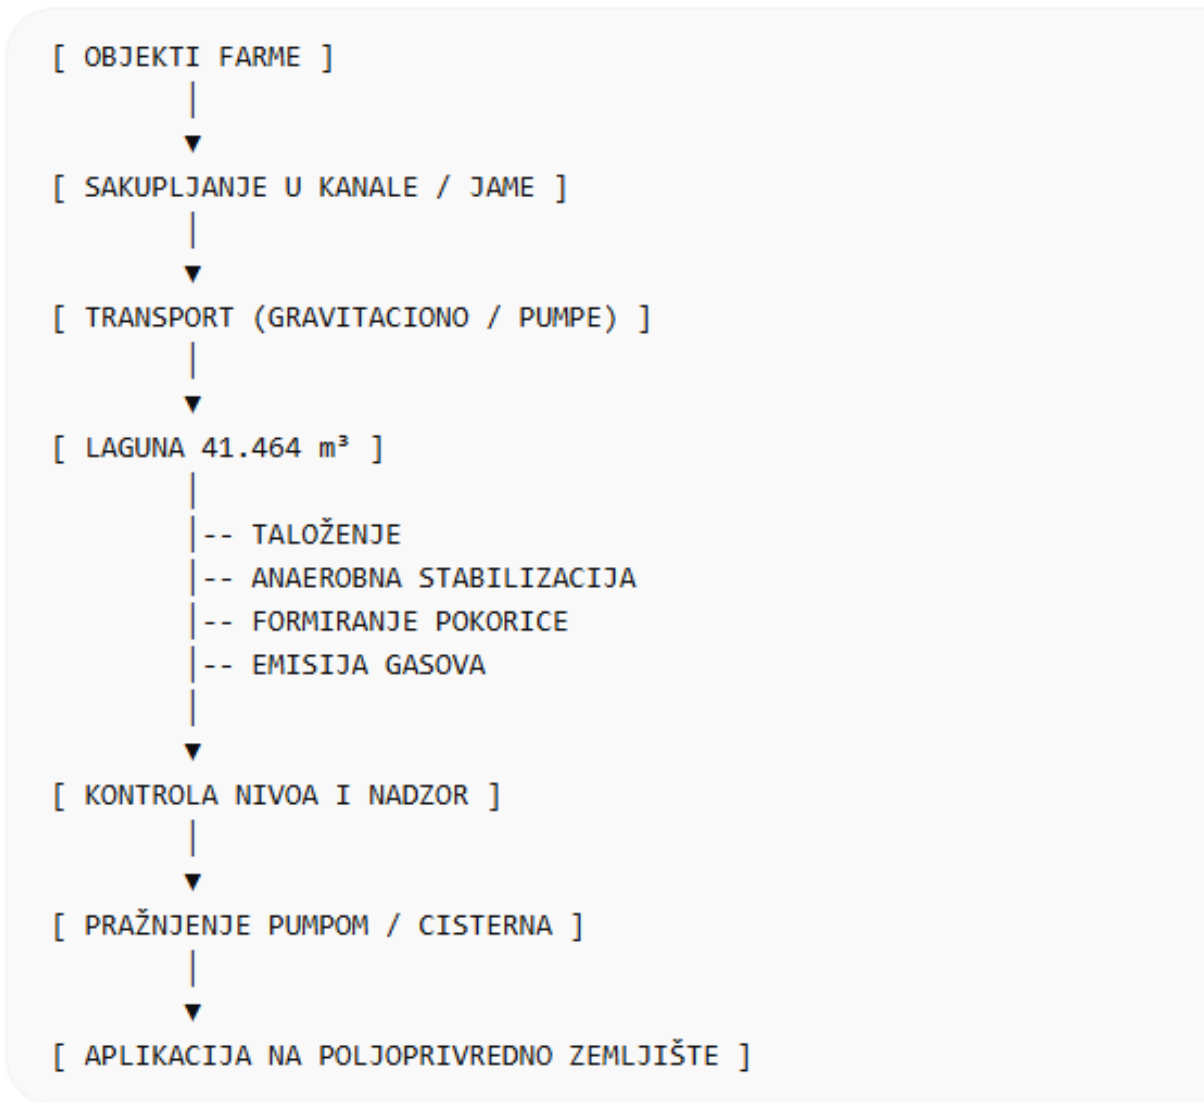 [ OBJEKTI FARME ]
│
▼
[ SAKUPLJANJE U KANALE / JAME ]
│
▼
[ TRANSPORT (GRAVITACIONO / PUMPE) ]
│
▼
[ LAGUNA 41.464 m³ ]
│
│-- TALOŽENJE
│-- ANAEROBNA STABILIZACIJA
│-- FORMIRANJE POKORICE
│-- EMISIJA GASOVA
│
▼
[ KONTROLA NIVOA I NADZOR ]
│
▼
[ PRAŽNJENJE PUMPOM / CISTERNA ]
│
▼
[ APLIKACIJA NA POLJOPRIVREDNO ZEMLJIŠTE ]